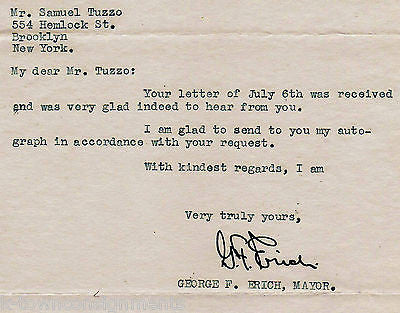 Mr. Samuel Tuzzo
554 Hemlock St.
Brooklyn
New York.
My dear Mr. Tuzzo:
Your letter of July 6th was received
and was very glad indeed to hear from you.
I am glad to send to you my auto-
graph in accordance with your request.
With kindest regards, I am
Very truly yours,
G.F. Erich.
GEORGE F. ERICH, MAYOR.
k-townconsignments